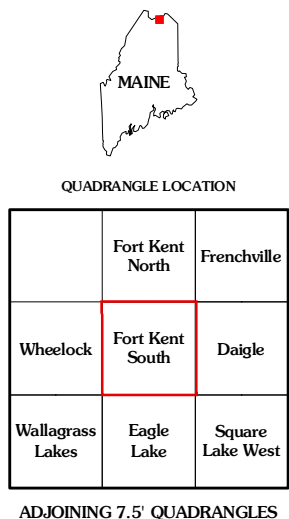 MAINE
QUADRANGLE LOCATION
Fort Kent
North
Frenchville
Wheelock
Fort Kent
South
Daigle
Wallagrass
Lakes
Eagle
Lake
Square
Lake West
ADJOINING 7.5' QUADRANGLES